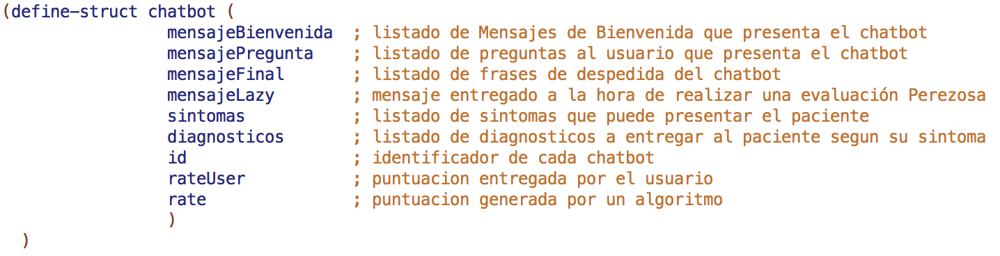 (define-struct chatbot (
mensajeBienvenida ; listado de Mensajes de Bienvenida que presenta el chatbot
mensajePregunta ; listado de preguntas al usuario que presenta el chatbot
mensajeFinal ; listado de frases de despedida del chatbot
mensajeLazy ; mensaje entregado a la hora de realizar una evaluación Perezosa
sintomas ; listado de sintomas que puede presentar el paciente
diagnosticos ; listado de diagnosticos a entregar al paciente segun su sintoma
id ; identificador de cada chatbot
rateUser ; puntuacion entregada por el usuario
rate ; puntuacion generada por un algoritmo
)
)